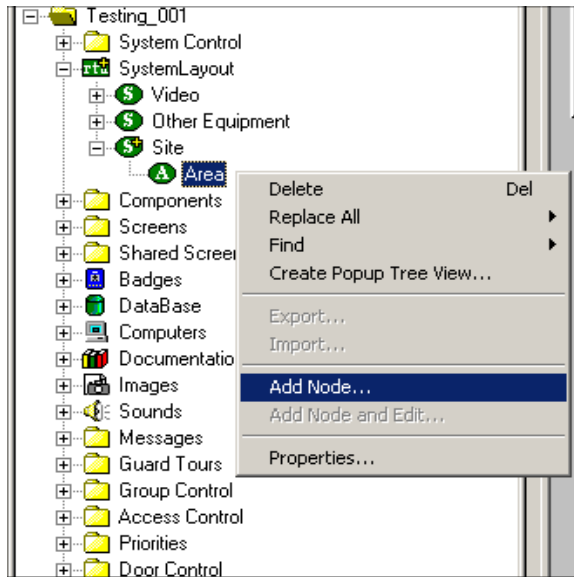 Testing_001
System Control
rtu SystemLayout
S Video
S Other Equipment
S Site
A Area
Components
Screens
Shared Screen
Badges
DataBase
Computers
Documentatio
Images
Sounds
Messages
Guard Tours
Group Control
Access Control
Priorities
Door Control
Delete Del
Replace All
Find
Create Popup Tree View...
Export...
Import...
Add Node...
Add Node and Edit...
Properties...